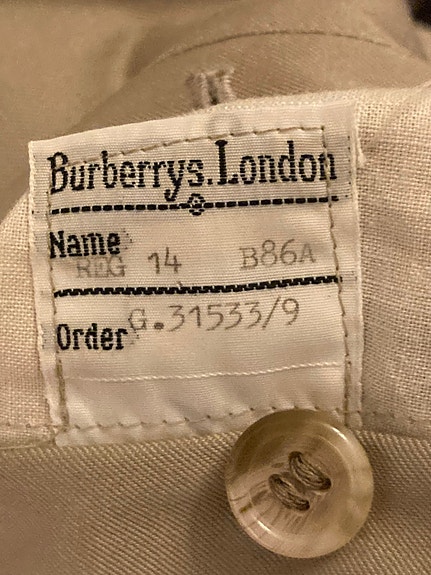 Burberrys. London
Name
REG 14 B86A
Order G.31533/9